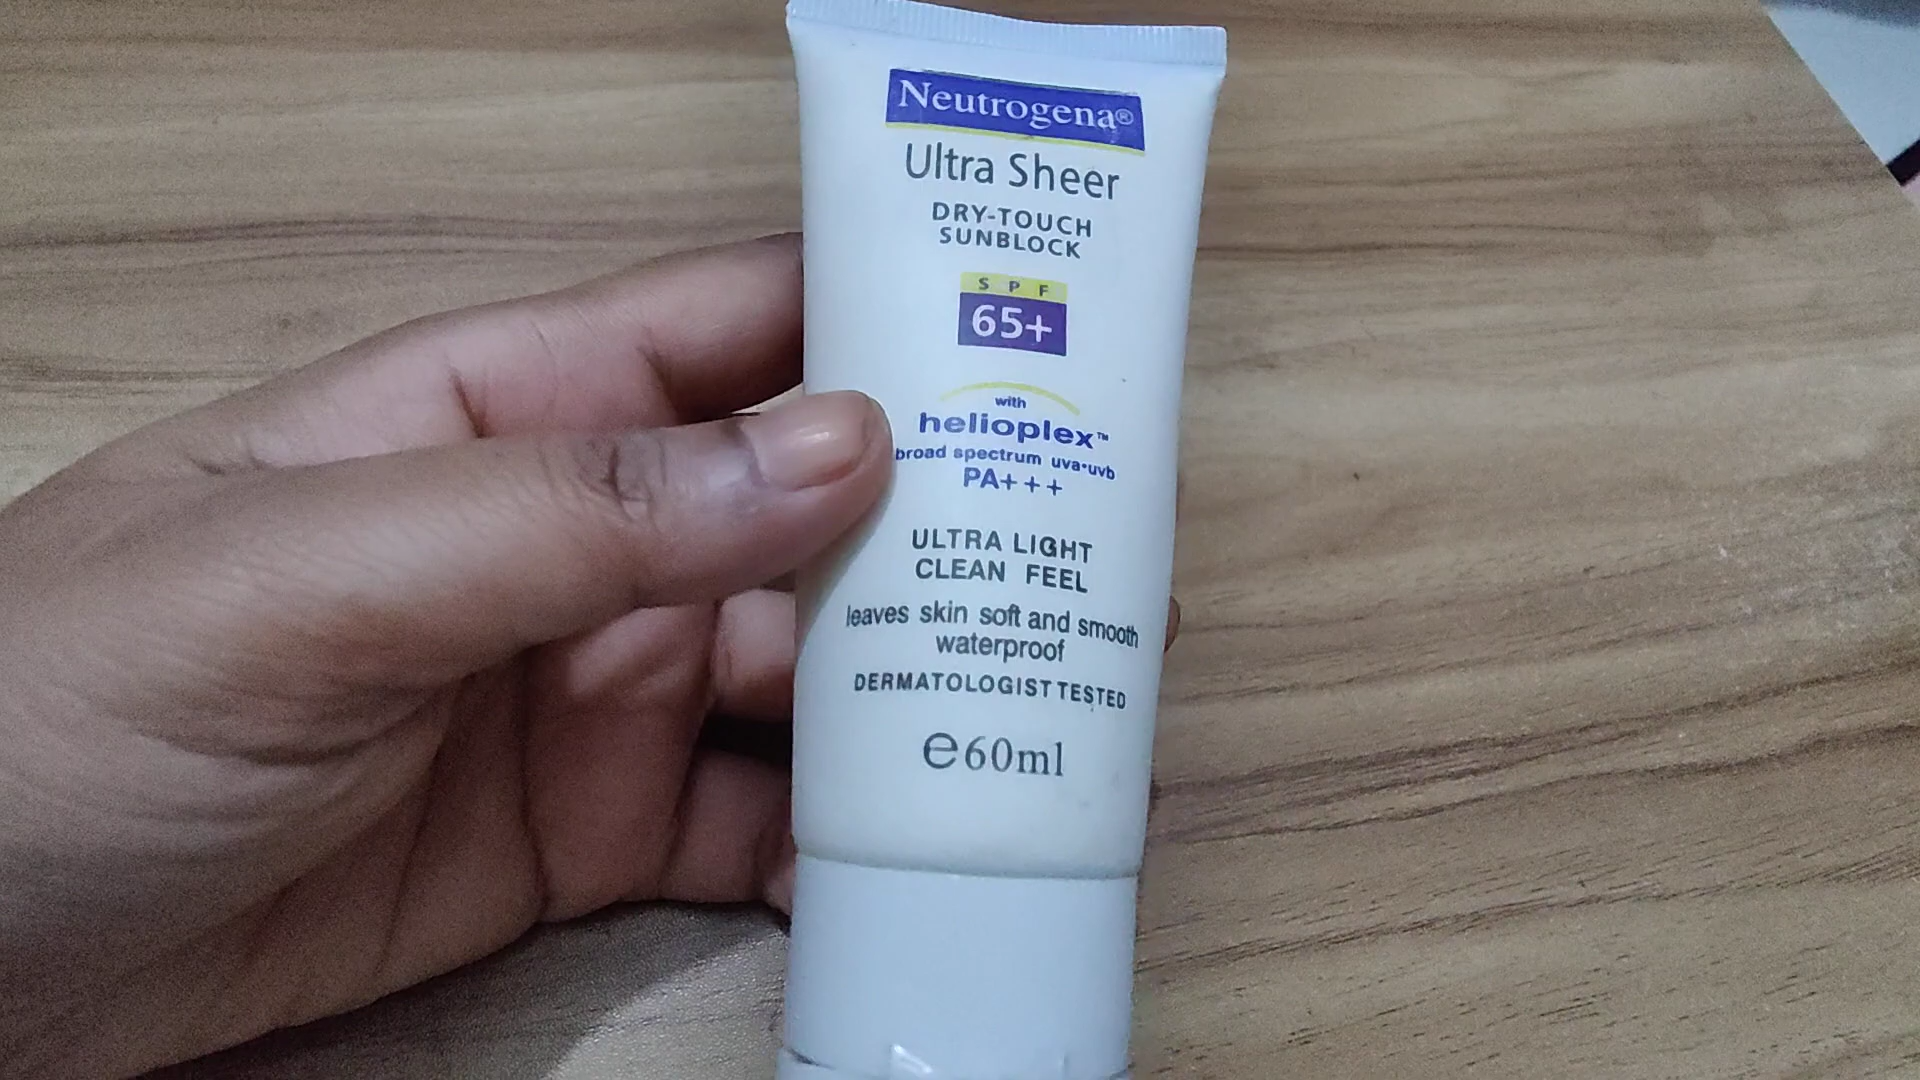 Neutrogena®
Ultra Sheer
DRY-TOUCH
SUNBLOCK
SPF
65+
with
helioplex™
broad spectrum uva•uvb
PA+++
ULTRA LIGHT
CLEAN FEEL
leaves skin soft and smooth
waterproof
DERMATOLOGIST TESTED
℮60ml